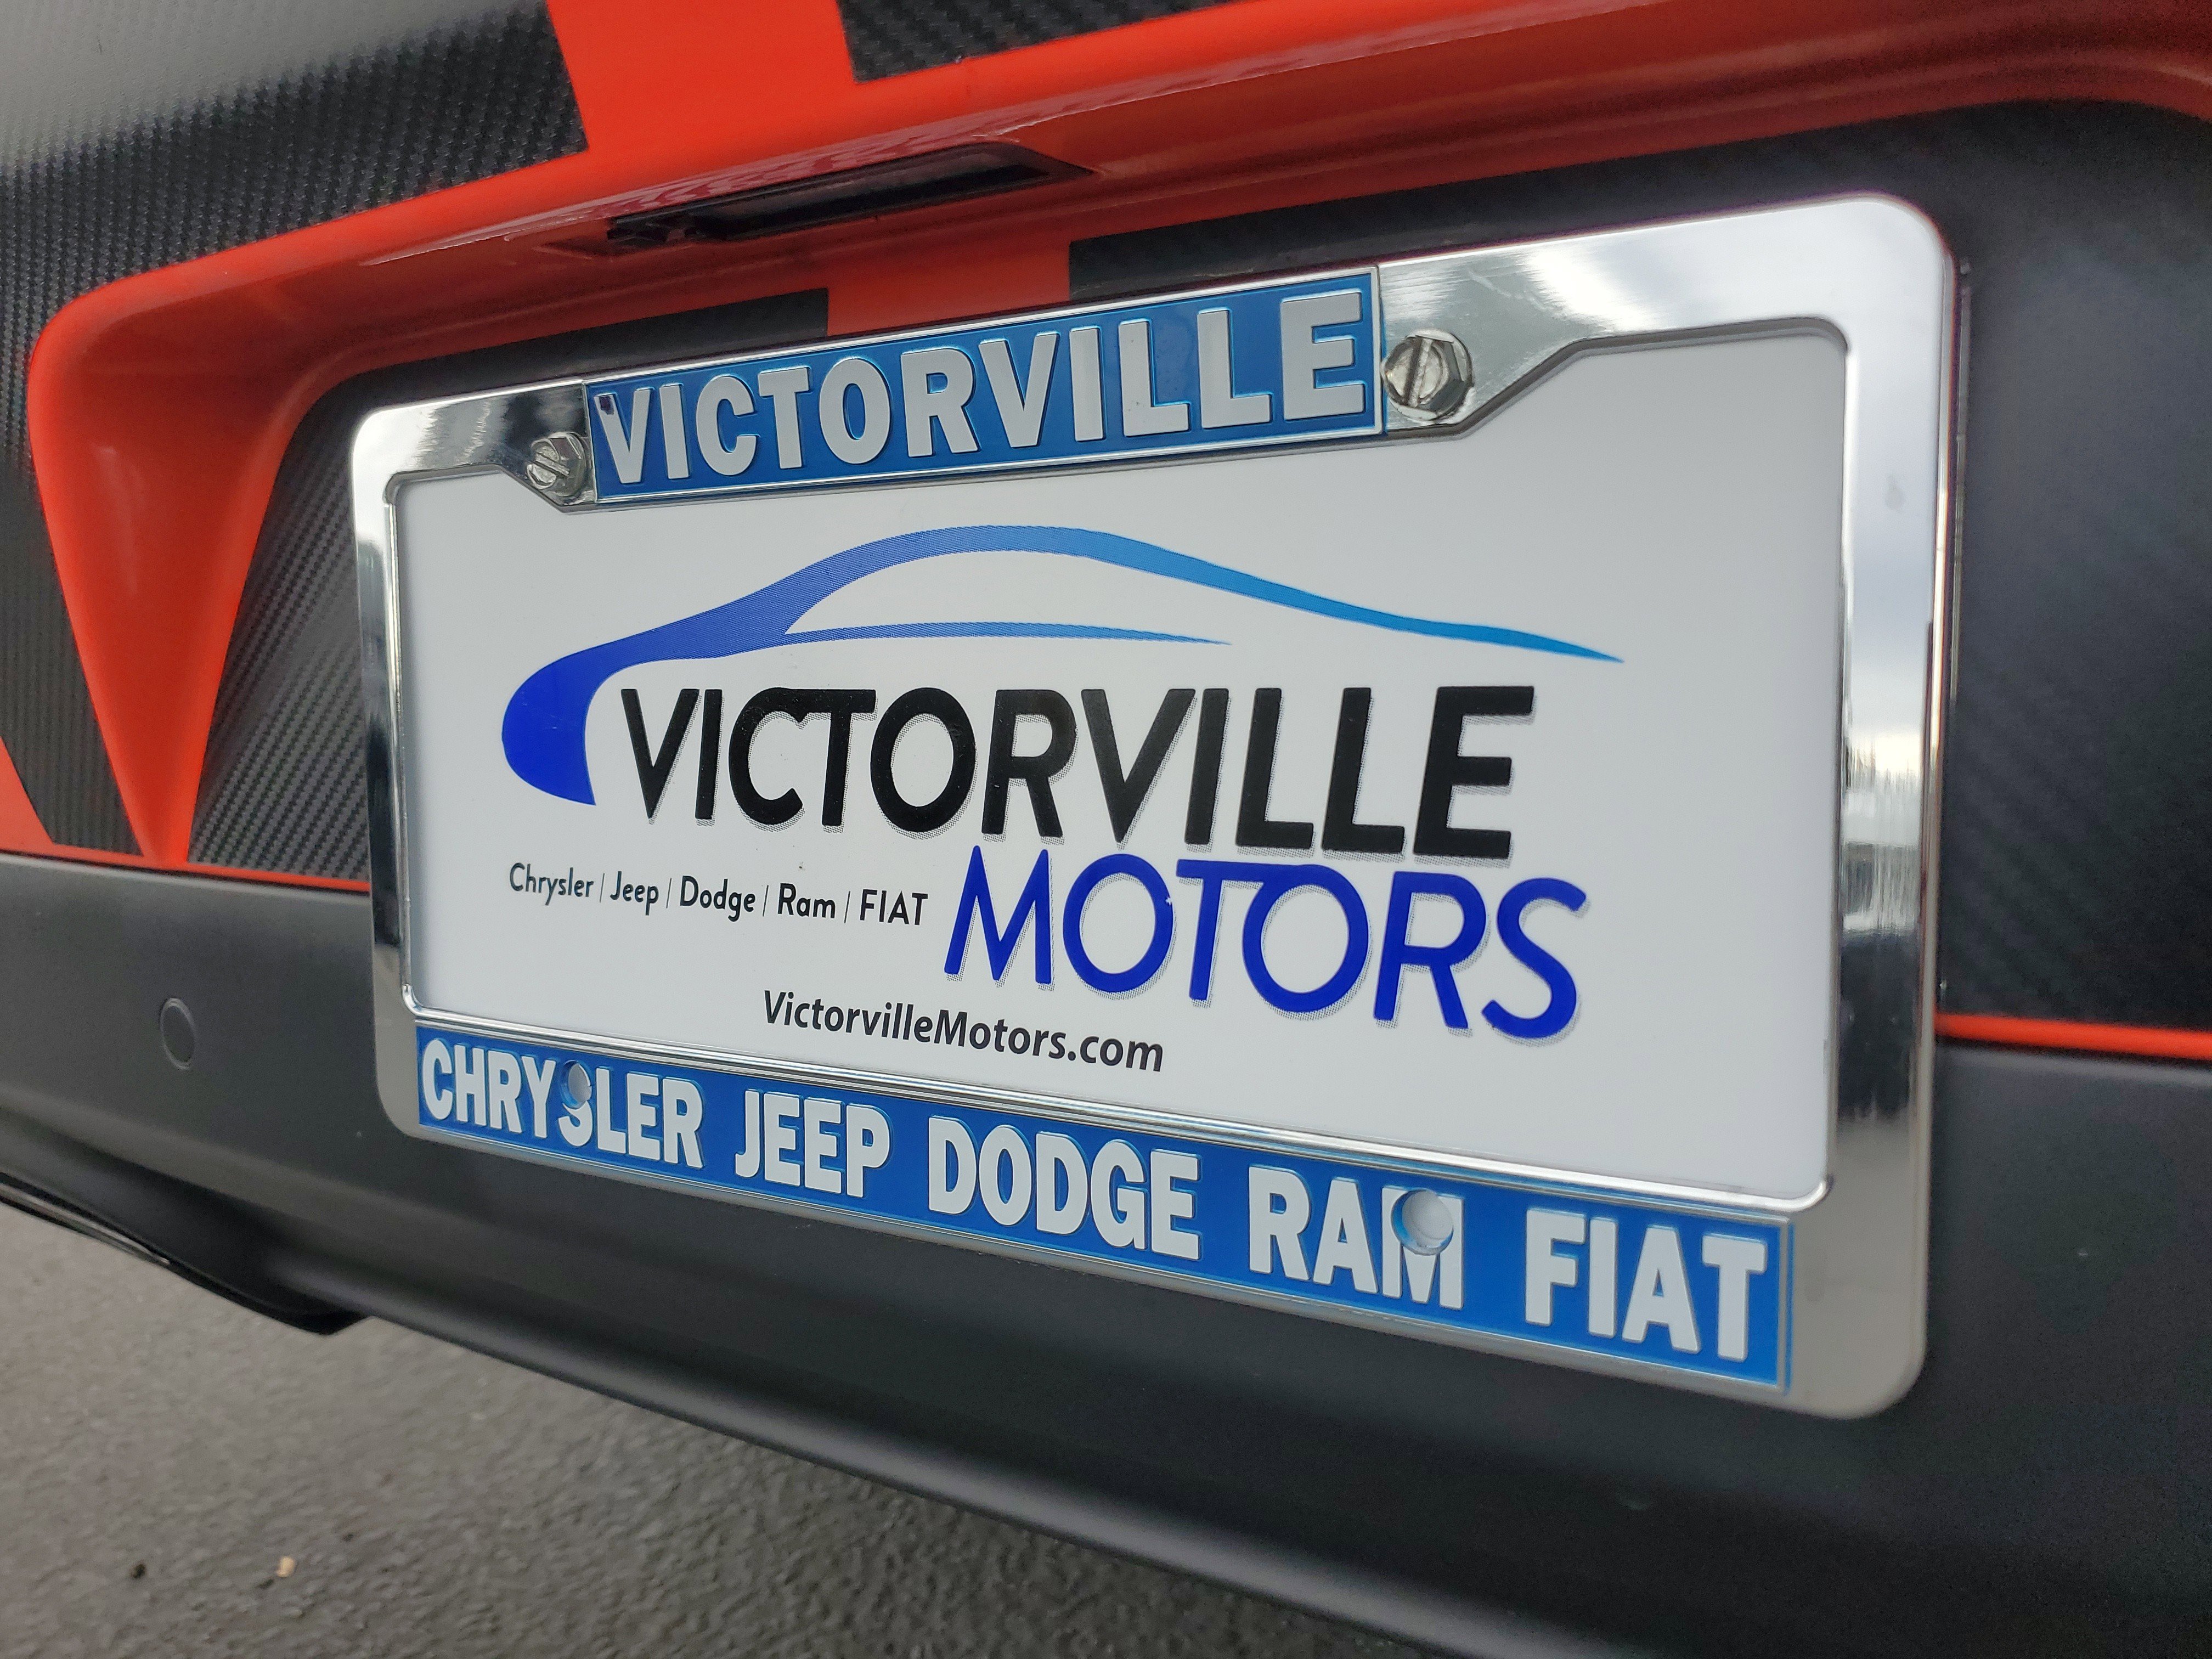 VICTORVILLE
VICTORVILLE
Chrysler | Jeep | Dodge | Ram | FIAT
MOTORS
VictorvilleMotors.com
CHRYSLER JEEP DODGE RAM FIAT